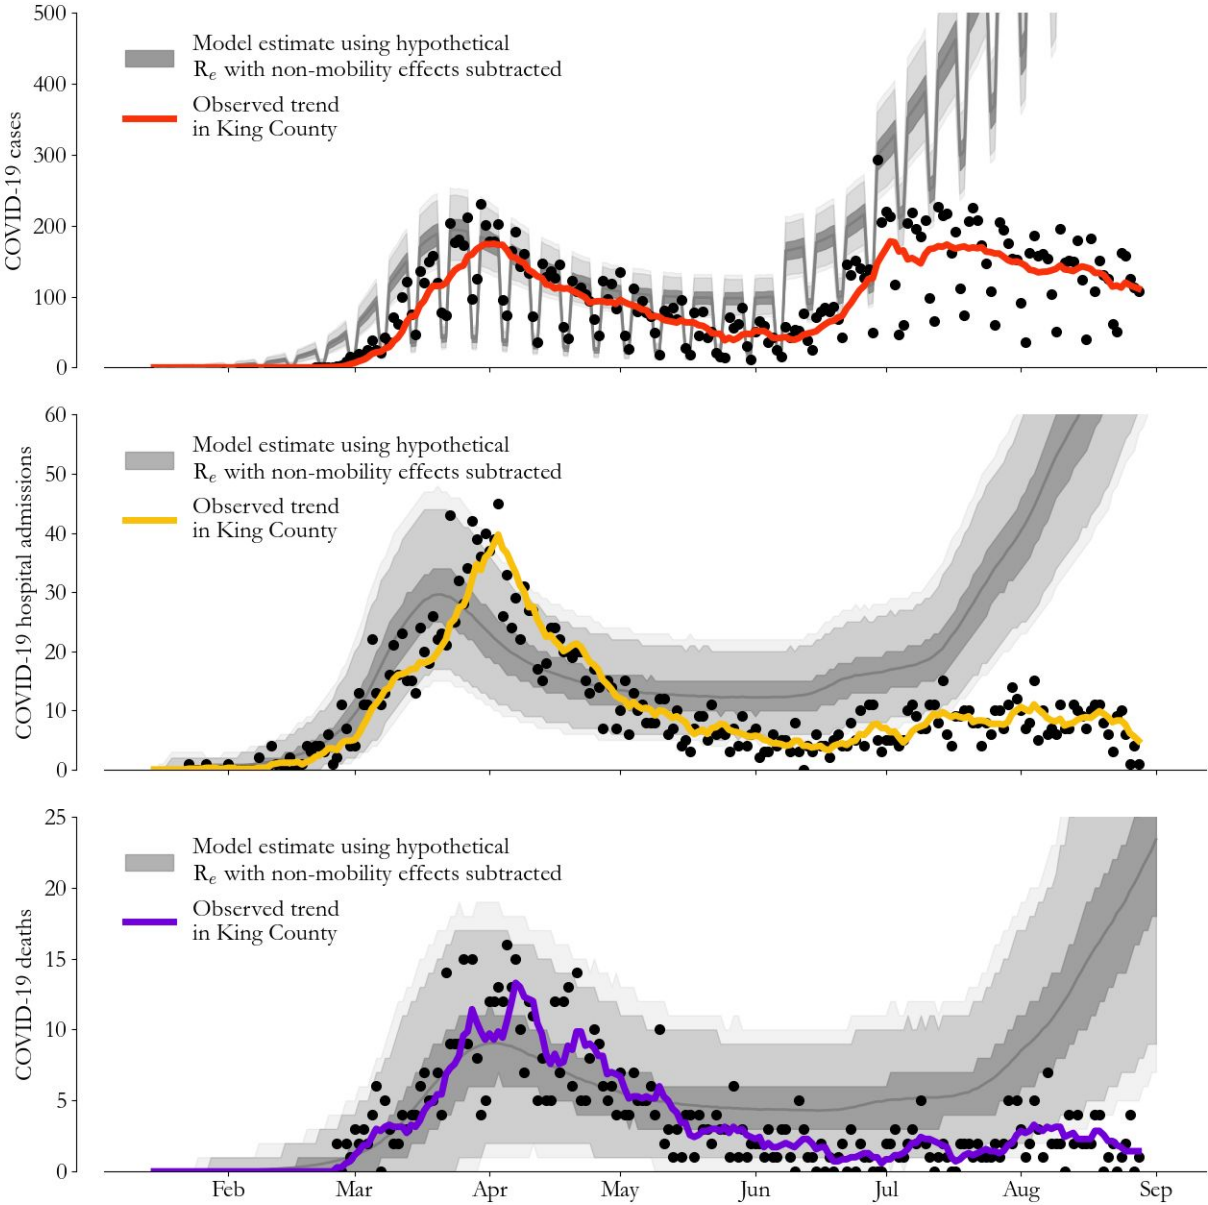 500
400
300
200
100
0
COVID-19 cases
Model estimate using hypothetical
Rₑ with non-mobility effects subtracted
Observed trend
in King County
60
50
40
30
20
10
0
COVID-19 hospital admissions
Model estimate using hypothetical
Rₑ with non-mobility effects subtracted
Observed trend
in King County
25
20
15
10
5
0
COVID-19 deaths
Model estimate using hypothetical
Rₑ with non-mobility effects subtracted
Observed trend
in King County
Feb Mar Apr May Jun Jul Aug Sep